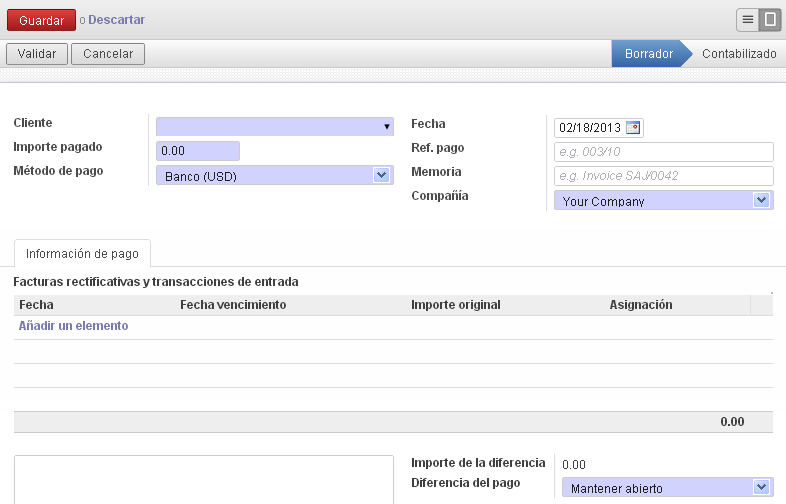 Guardar o Descartar
Validar Cancelar Borrador Contabilizado
Cliente
Importe pagado 0.00
Método de pago Banco (USD)
Fecha 02/18/2013
Ref. pago e.g. 003/10
Memoria e.g. Invoice SAJ/0042
Compañía Your Company
Información de pago
Facturas rectificativas y transacciones de entrada
Fecha Fecha vencimiento Importe original Asignación
Añadir un elemento
0.00
Importe de la diferencia 0.00
Diferencia del pago Mantener abierto